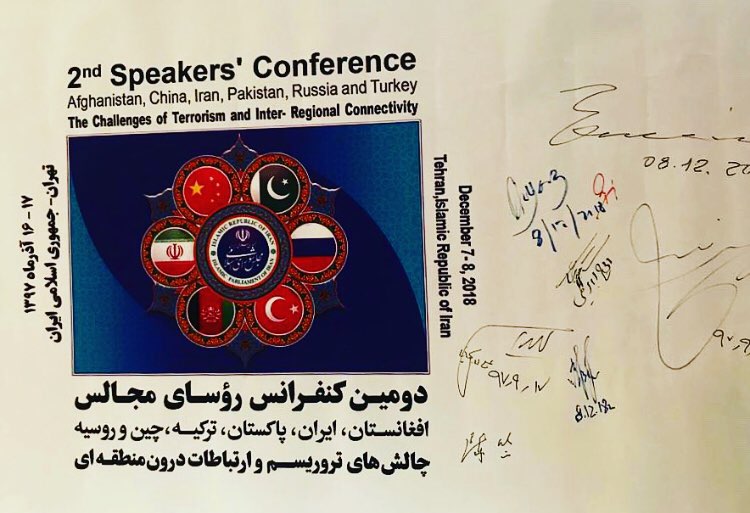 2nd Speakers' Conference
Afghanistan, China, Iran, Pakistan, Russia and Turkey
The Challenges of Terrorism and Inter- Regional Connectivity
۱۶ - ۱۷ آذرماه ۱۳۹۷
تهران- جمهوری اسلامی ایران
ISLAMIC REPUBLIC OF IRAN
ISLAMIC PARLIAMENT OF IRAN
December 7- 8, 2018
Tehran,Islamic Republic of Iran
دومین کنفرانس رؤسای مجالس
افغانستان، ایران، پاکستان، ترکیه، چین و روسیه
چالش های تروریسم و ارتباطات درون منطقه ای
08.12.20
8.12.18